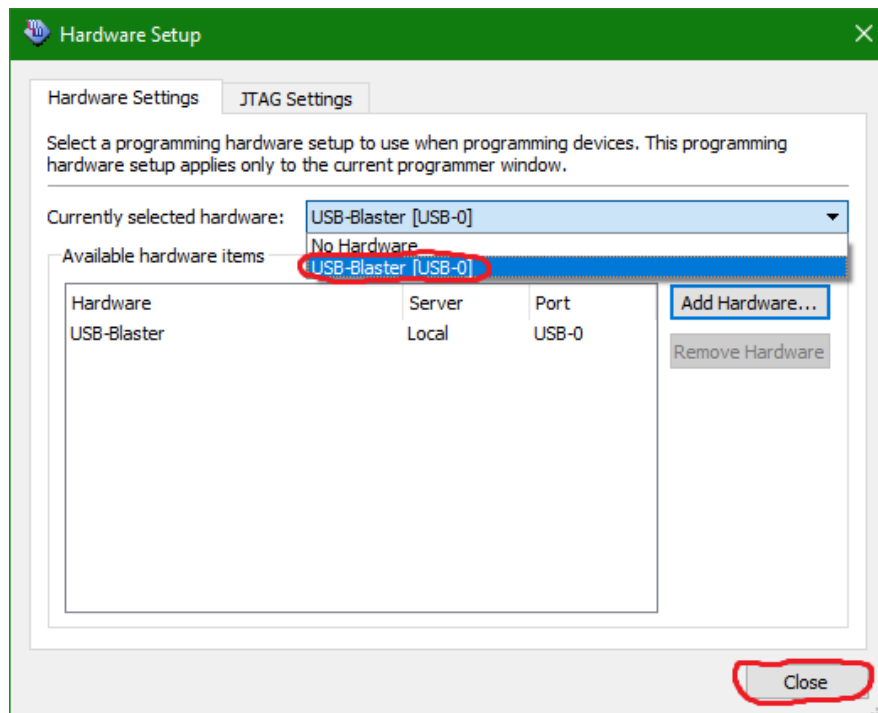 Hardware Setup
Hardware Settings
JTAG Settings
Select a programming hardware setup to use when programming devices. This programming
hardware setup applies only to the current programmer window.
Currently selected hardware:
USB-Blaster [USB-0]
No Hardware
USB-Blaster [USB-0]
Available hardware items
Hardware Server Port
USB-Blaster Local USB-0
Add Hardware...
Remove Hardware
Close